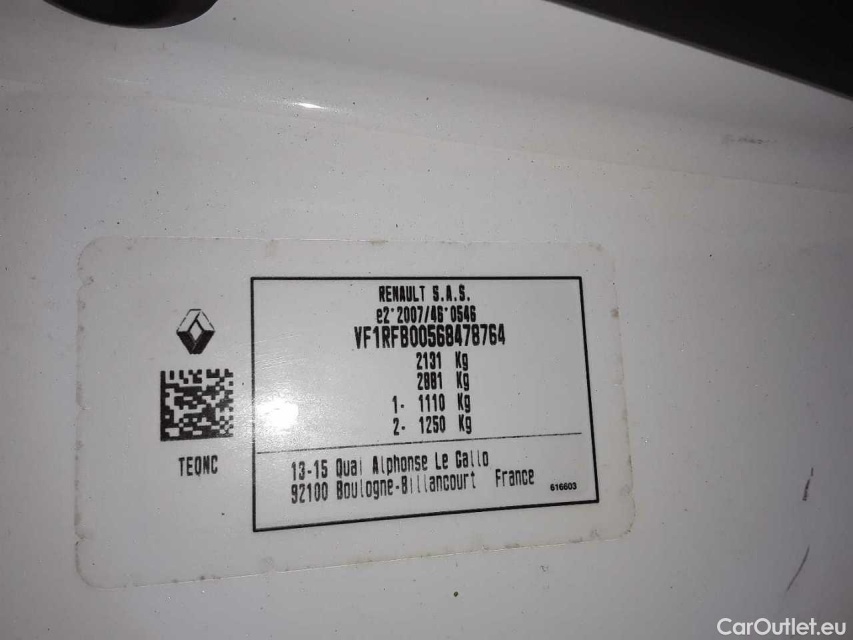 RENAULT S.A.S.
e2*2007/46*0546
VF1RFB00568478764
2131 Kg
2881 Kg
1- 1110 Kg
2- 1250 Kg
TEQNC
13-15 Quai Alphonse Le Gallo
92100 Boulogne-Billancourt France
616603
CarOutlet.eu